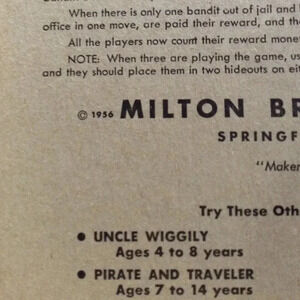 When there is only one bandit out of jail and
office in one move, are paid their reward, and th
All the players now count their reward mone
NOTE: When three are playing the game, us
and they should place them in two hideouts on eit
© 1956 MILTON BR
SPRINGF
"Maker
Try These Oth
• UNCLE WIGGILY
Ages 4 to 8 years
• PIRATE AND TRAVELER
Ages 7 to 14 years